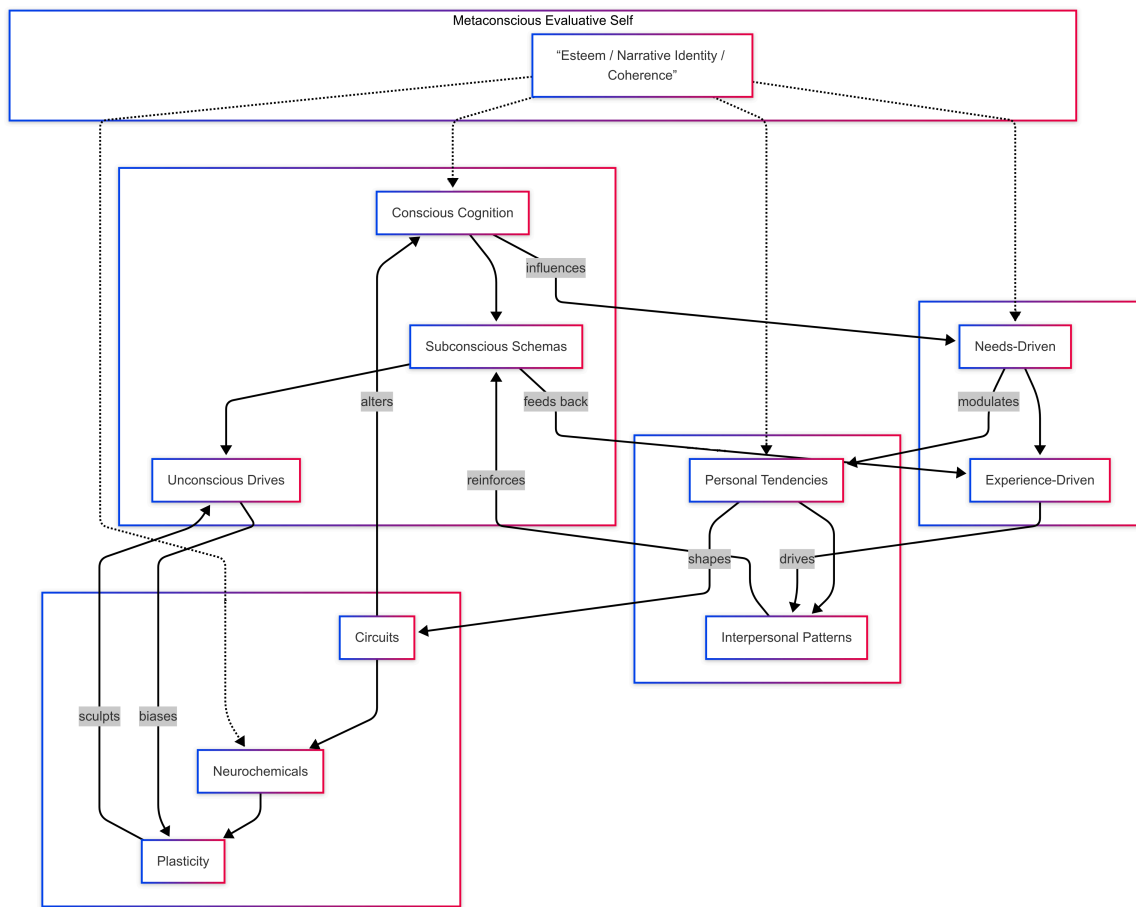 Metaconscious Evaluative Self
“Esteem / Narrative Identity /
Coherence”
Conscious Cognition
influences
Subconscious Schemas
Needs-Driven
alters
feeds back
modulates
Unconscious Drives
reinforces
Personal Tendencies
Experience-Driven
shapes
drives
Circuits
Interpersonal Patterns
sculpts
biases
Neurochemicals
Plasticity